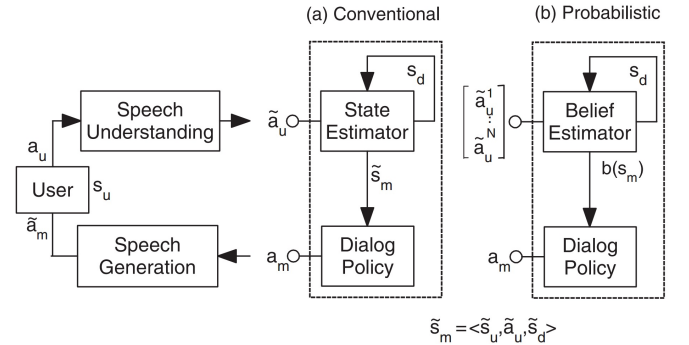 (a) Conventional
(b) Probabilistic
Speech
Understanding
a_u
User
s_u
ã_m
Speech
Generation
ã_u
State
Estimator
s_d
s̃_m
a_m
Dialog
Policy
ã_u^1
:
ã_u^N
Belief
Estimator
s_d
b(s_m)
a_m
Dialog
Policy
s̃_m = <s̃_u, ã_u, s̃_d>